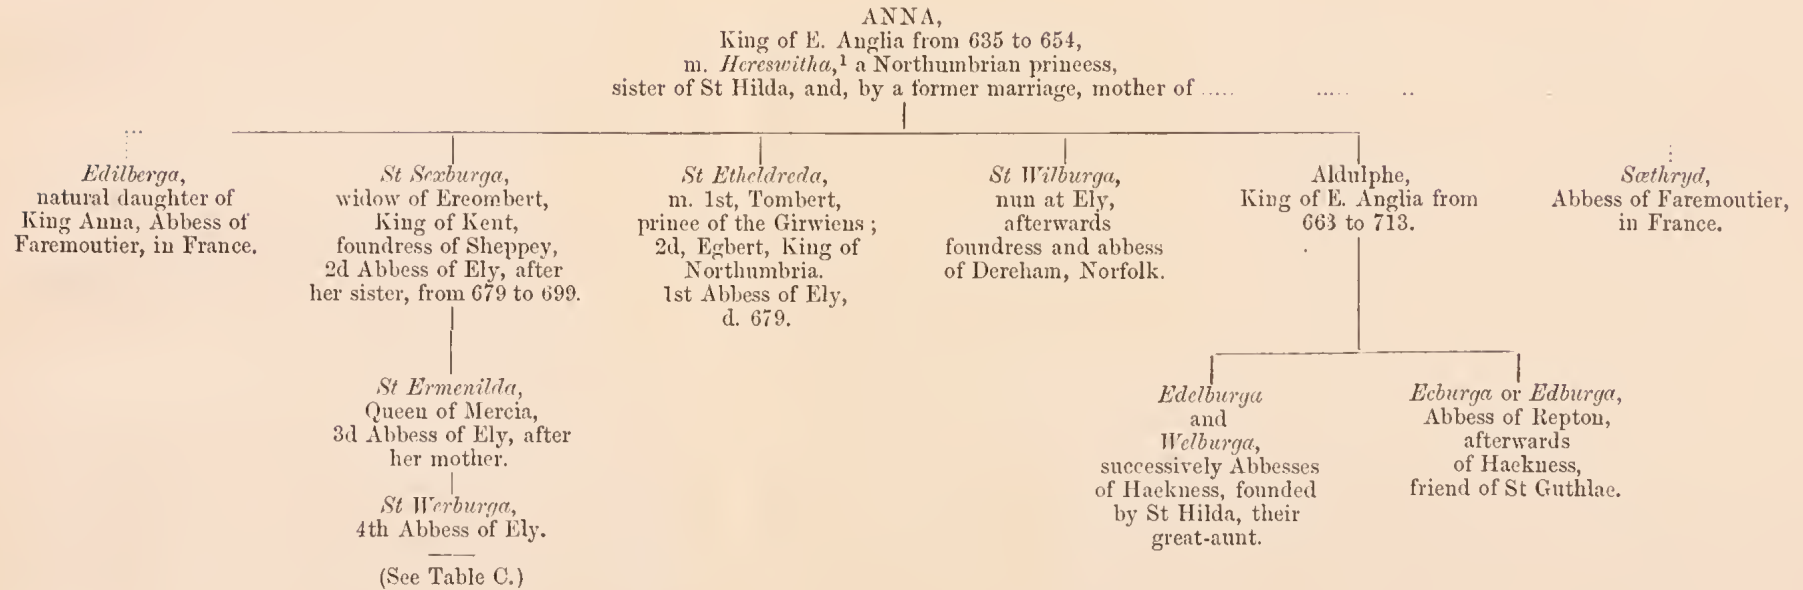 ANNA,
King of E. Anglia from 635 to 654,
m. Hereswitha,¹ a Northumbrian princess,
sister of St Hilda, and, by a former marriage, mother of ..... ..... ..
Edilberga,
natural daughter of
King Anna, Abbess of
Faremoutier, in France.
St Sexburga,
widow of Ercombert,
King of Kent,
foundress of Sheppey,
2d Abbess of Ely, after
her sister, from 679 to 699.
St Etheldreda,
m. 1st, Tombert,
prince of the Girwiens;
2d, Egbert, King of
Northumbria.
1st Abbess of Ely,
d. 679.
St Wilburga,
nun at Ely,
afterwards
foundress and abbess
of Dereham, Norfolk.
Aldulphe,
King of E. Anglia from
663 to 713.
Sæthryd,
Abbess of Faremoutier,
in France.
St Ermenilda,
Queen of Mercia,
3d Abbess of Ely, after
her mother.
St Werburga,
4th Abbess of Ely.
(See Table C.)
Edelburga
and
Welburga,
successively Abbesses
of Hackness, founded
by St Hilda, their
great-aunt.
Ecburga or Edburga,
Abbess of Repton,
afterwards
of Hackness,
friend of St Guthlac.